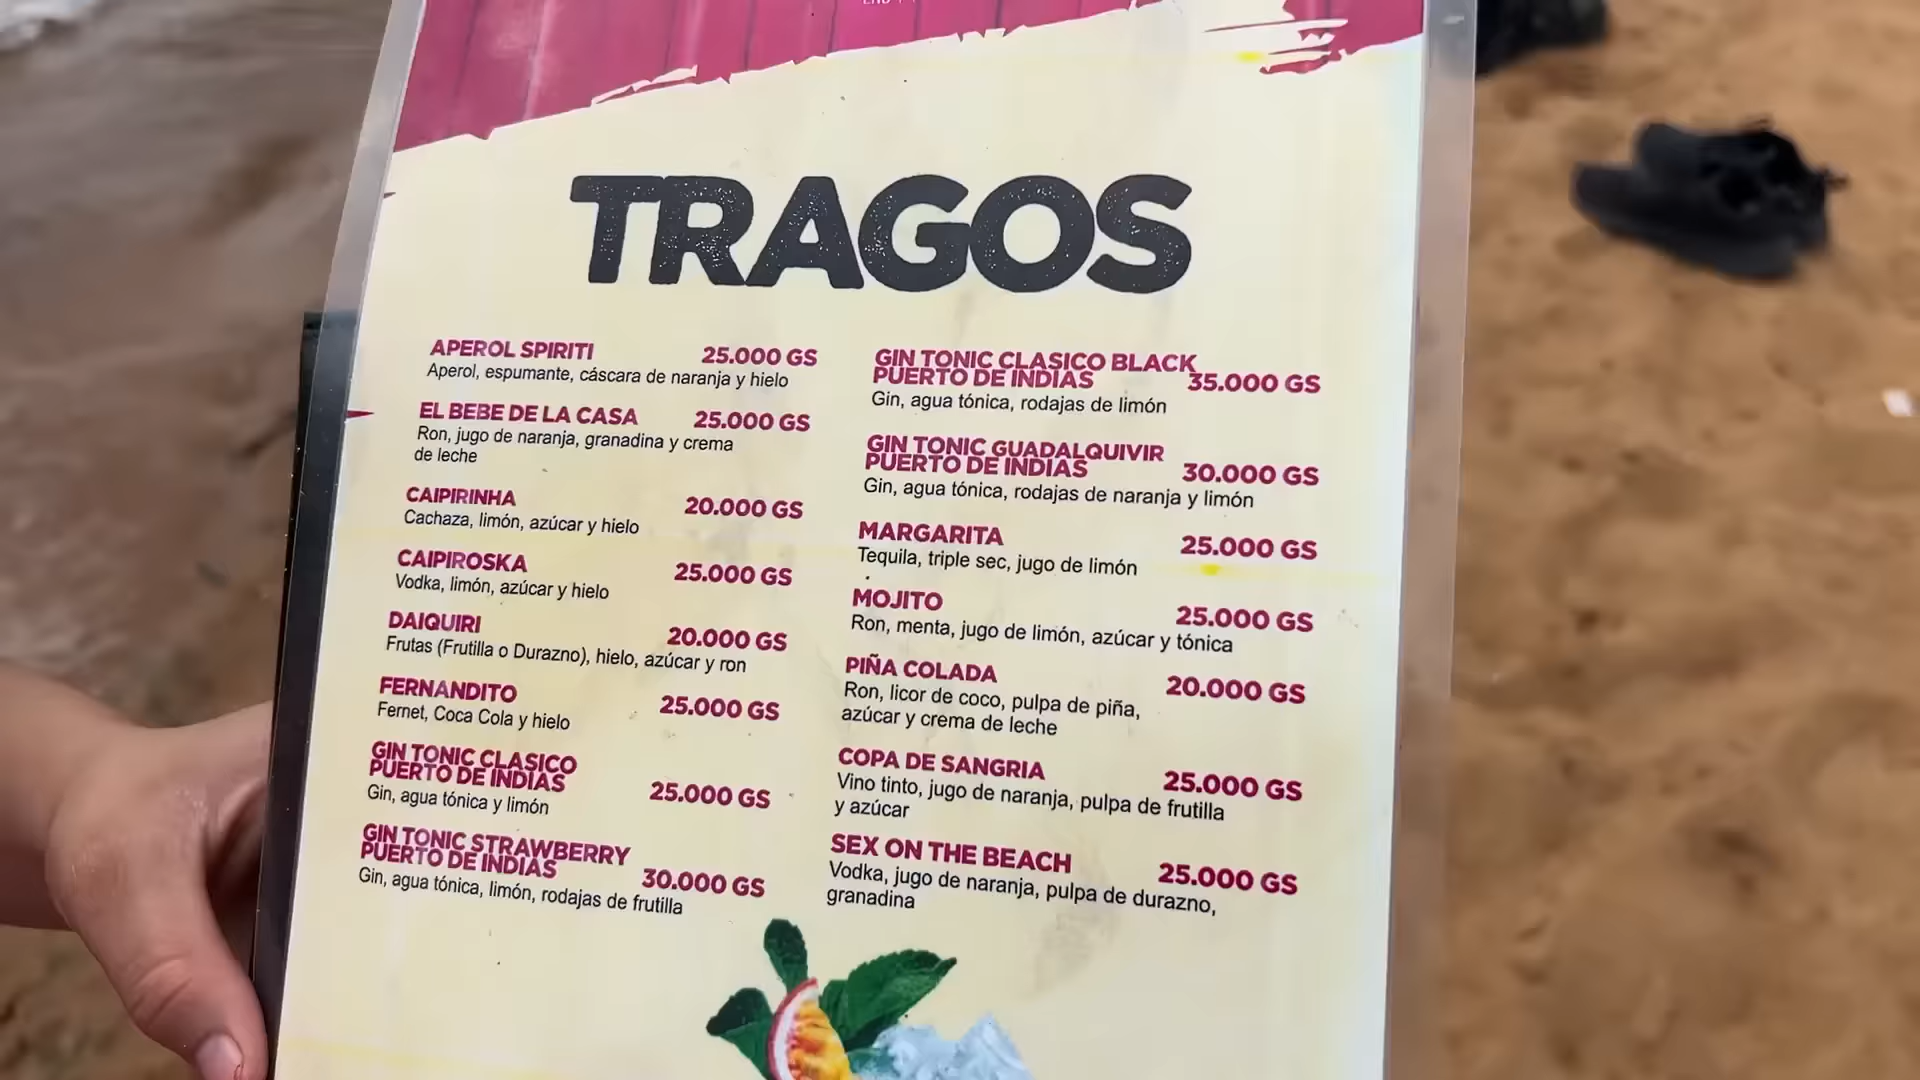 TRAGOS
APEROL SPIRITI 25.000 GS
Aperol, espumante, cáscara de naranja y hielo
EL BEBE DE LA CASA 25.000 GS
Ron, jugo de naranja, granadina y crema
de leche
CAIPIRINHA 20.000 GS
Cachaza, limón, azúcar y hielo
CAIPIROSKA 25.000 GS
Vodka, limón, azúcar y hielo
DAIQUIRI 20.000 GS
Frutas (Frutilla o Durazno), hielo, azúcar y ron
FERNANDITO 25.000 GS
Fernet, Coca Cola y hielo
GIN TONIC CLASICO
PUERTO DE INDIAS 25.000 GS
Gin, agua tónica y limón
GIN TONIC STRAWBERRY
PUERTO DE INDIAS 30.000 GS
Gin, agua tónica, limón, rodajas de frutilla
GIN TONIC CLASICO BLACK
PUERTO DE INDIAS 35.000 GS
Gin, agua tónica, rodajas de limón
GIN TONIC GUADALQUIVIR
PUERTO DE INDIAS 30.000 GS
Gin, agua tónica, rodajas de naranja y limón
MARGARITA 25.000 GS
Tequila, triple sec, jugo de limón
MOJITO 25.000 GS
Ron, menta, jugo de limón, azúcar y tónica
PIÑA COLADA 20.000 GS
Ron, licor de coco, pulpa de piña,
azúcar y crema de leche
COPA DE SANGRIA 25.000 GS
Vino tinto, jugo de naranja, pulpa de frutilla
y azúcar
SEX ON THE BEACH 25.000 GS
Vodka, jugo de naranja, pulpa de durazno,
granadina